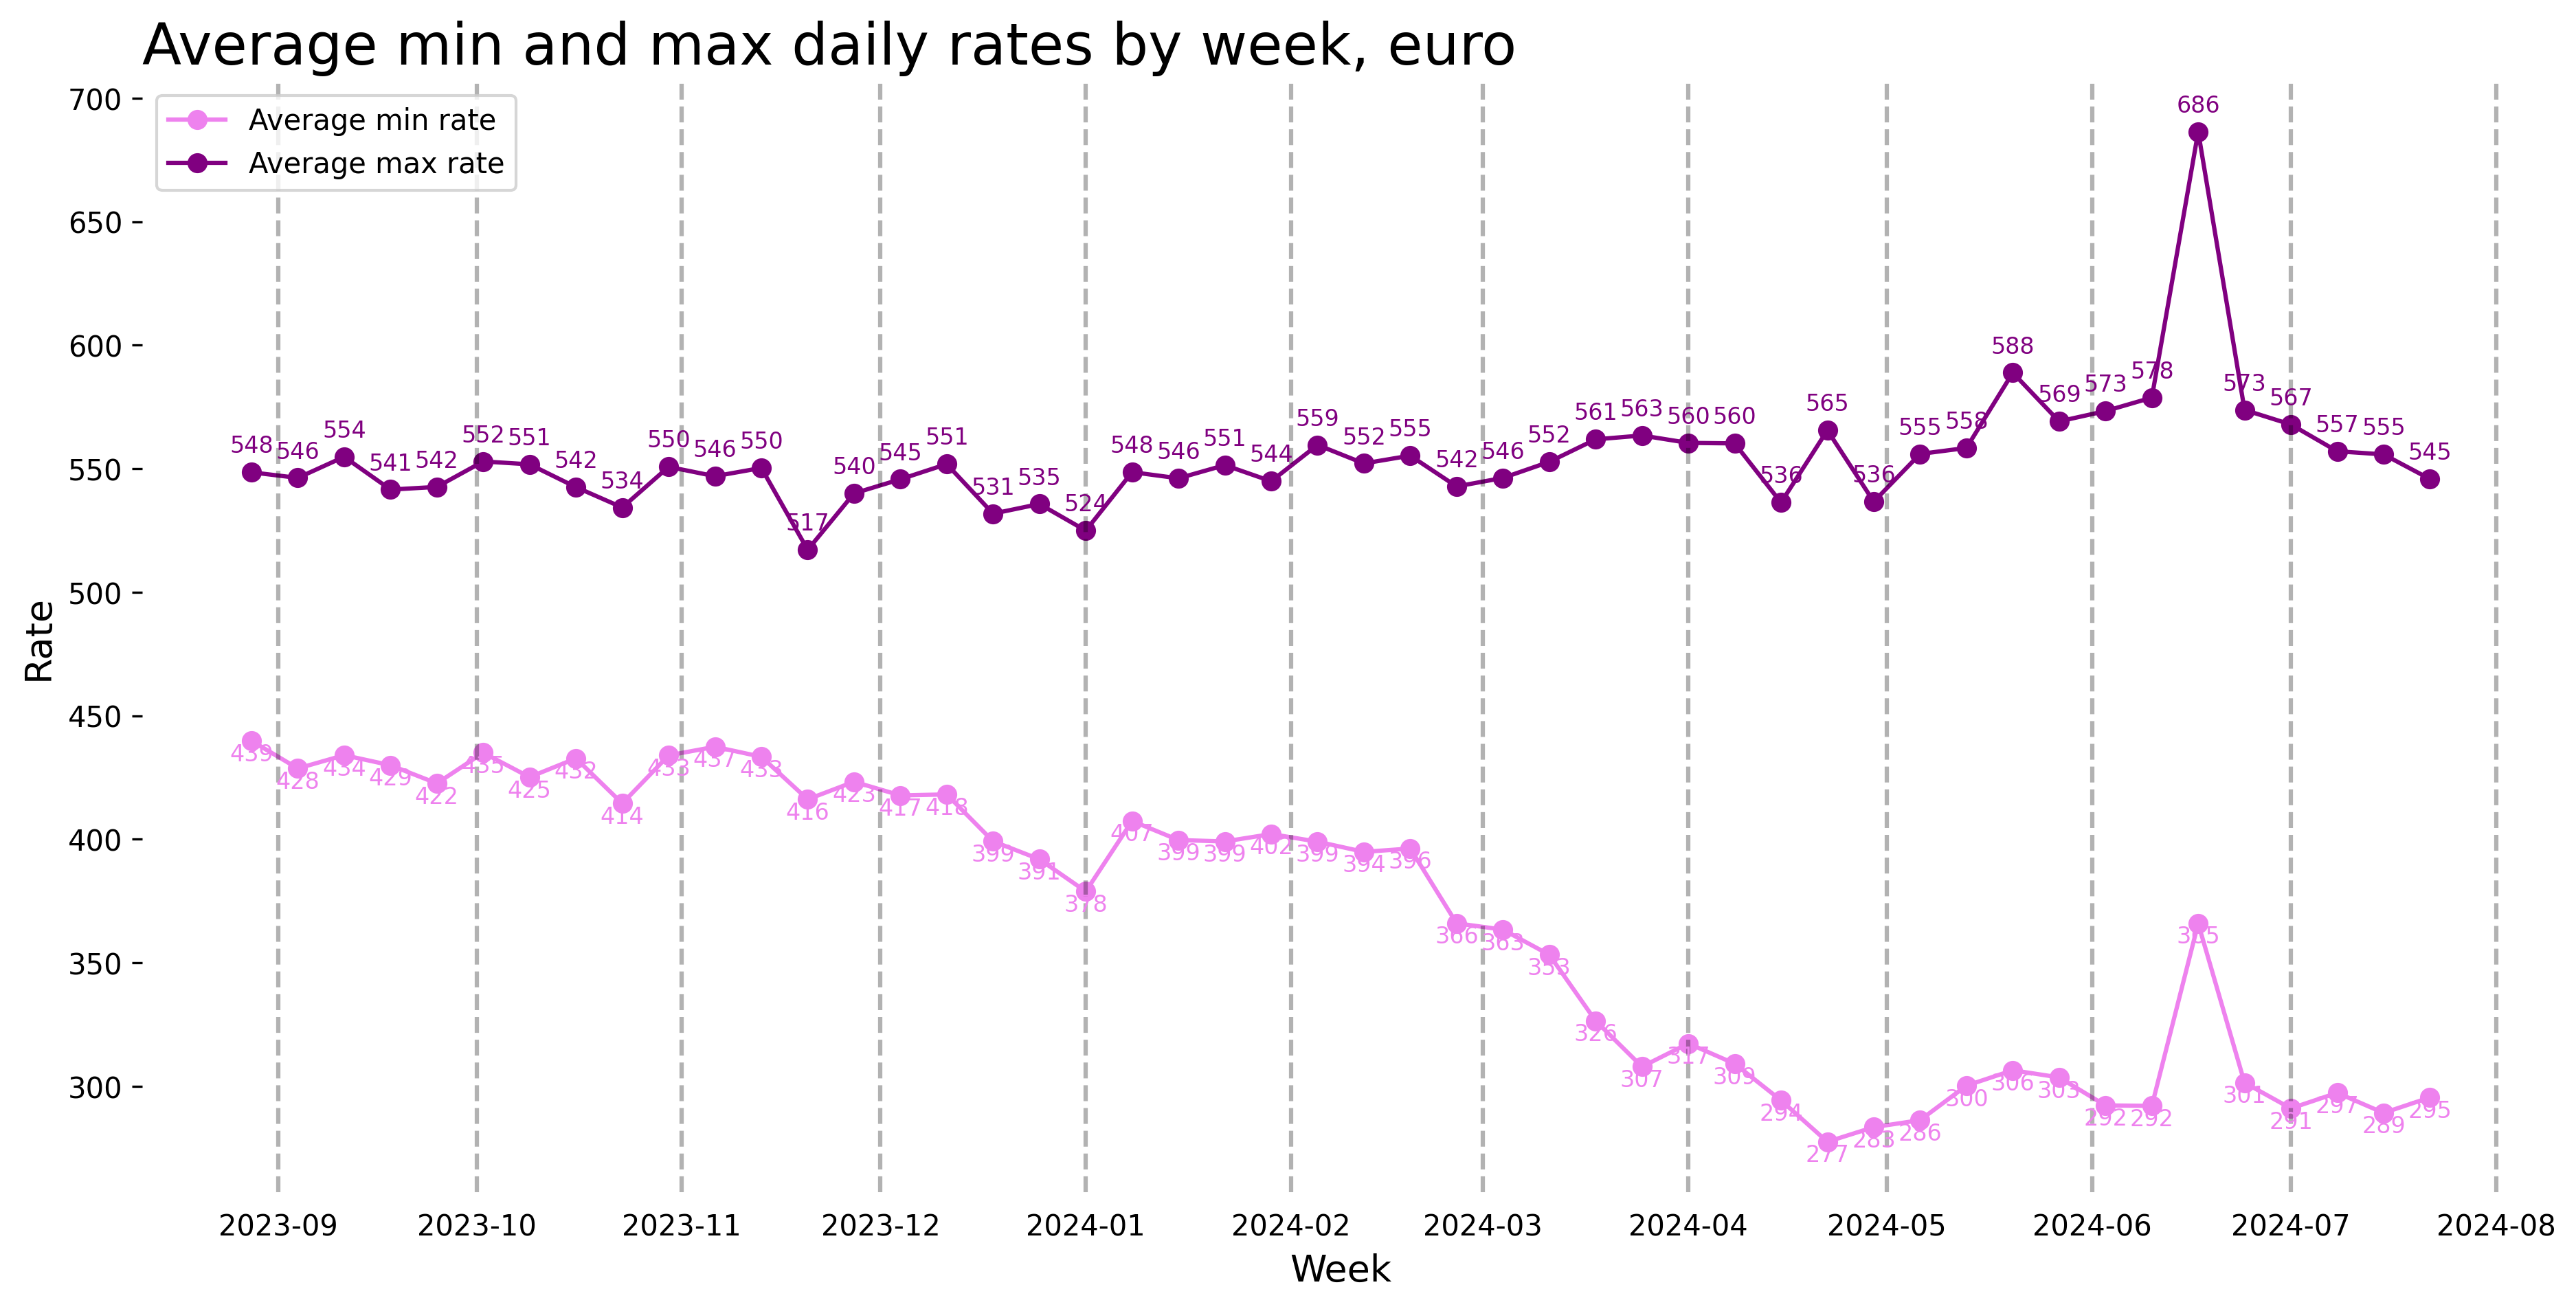 Average min and max daily rates by week, euro
Average min rate
Average max rate
700
650
600
550
500
450
400
350
300
Rate
548 546 554 541 542 552 551 542 534 550 546 550 517 540 545 551 531 535 524 548 546 551 544 559 552 555 542 546 552 561 563 560 560 536 565 536 555 558 588 569 573 578 686 573 567 557 555 545
439 428 434 429 422 435 425 432 414 433 437 433 416 423 417 418 399 391 378 407 399 399 402 399 394 396 366 363 353 326 307 317 309 294 277 283 286 300 306 303 292 292 365 301 291 297 289 295
2023-09 2023-10 2023-11 2023-12 2024-01 2024-02 2024-03 2024-04 2024-05 2024-06 2024-07 2024-08
Week